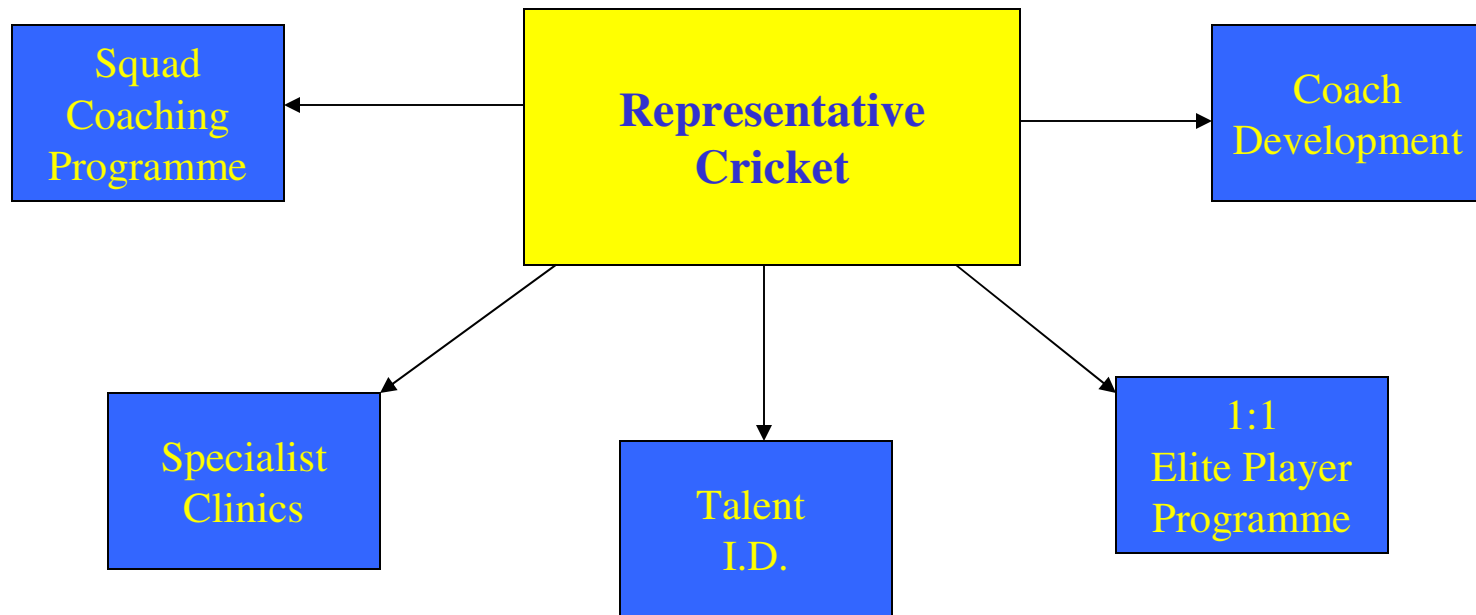 Squad
Coaching
Programme
Representative
Cricket
Coach
Development
Specialist
Clinics
Talent
I.D.
1:1
Elite Player
Programme